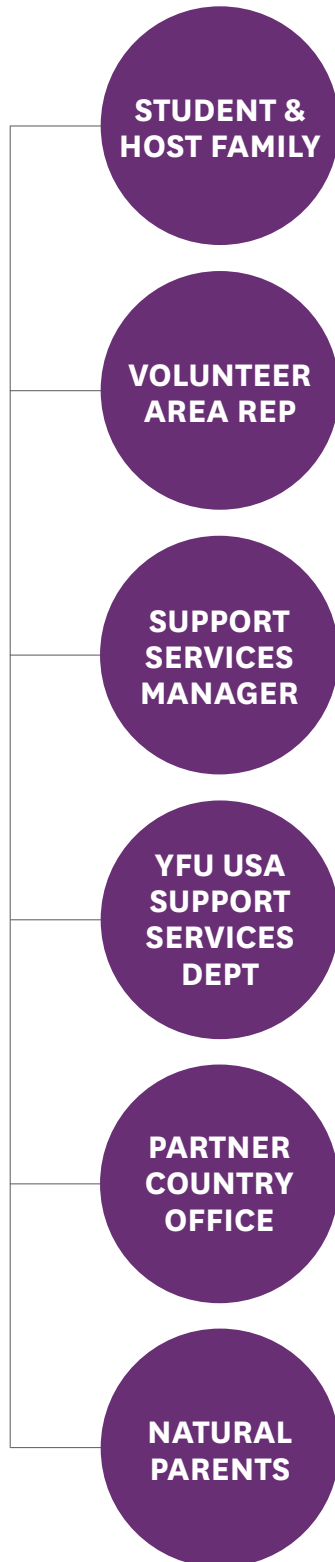 STUDENT &
HOST FAMILY
VOLUNTEER
AREA REP
SUPPORT
SERVICES
MANAGER
YFU USA
SUPPORT
SERVICES
DEPT
PARTNER
COUNTRY
OFFICE
NATURAL
PARENTS